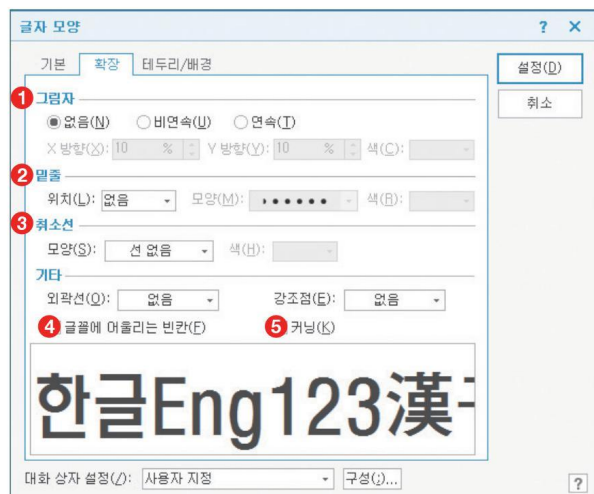 글자 모양 ? ×
기본 확장 테두리/배경
설정(D)
취소
1 그림자
없음(N) 비연속(U) 연속(T)
X 방향(X): 10 % Y 방향(Y): 10 % 색(C):
2 밑줄
위치(L): 없음 모양(M): 색(R):
3 취소선
모양(S): 선 없음 색(H):
기타
외곽선(O): 없음 강조점(E): 없음
4 글꼴에 어울리는 빈칸(F) 5 커닝(K)
한글Eng123漢
대화 상자 설정(/): 사용자 지정 구성(;)... ?